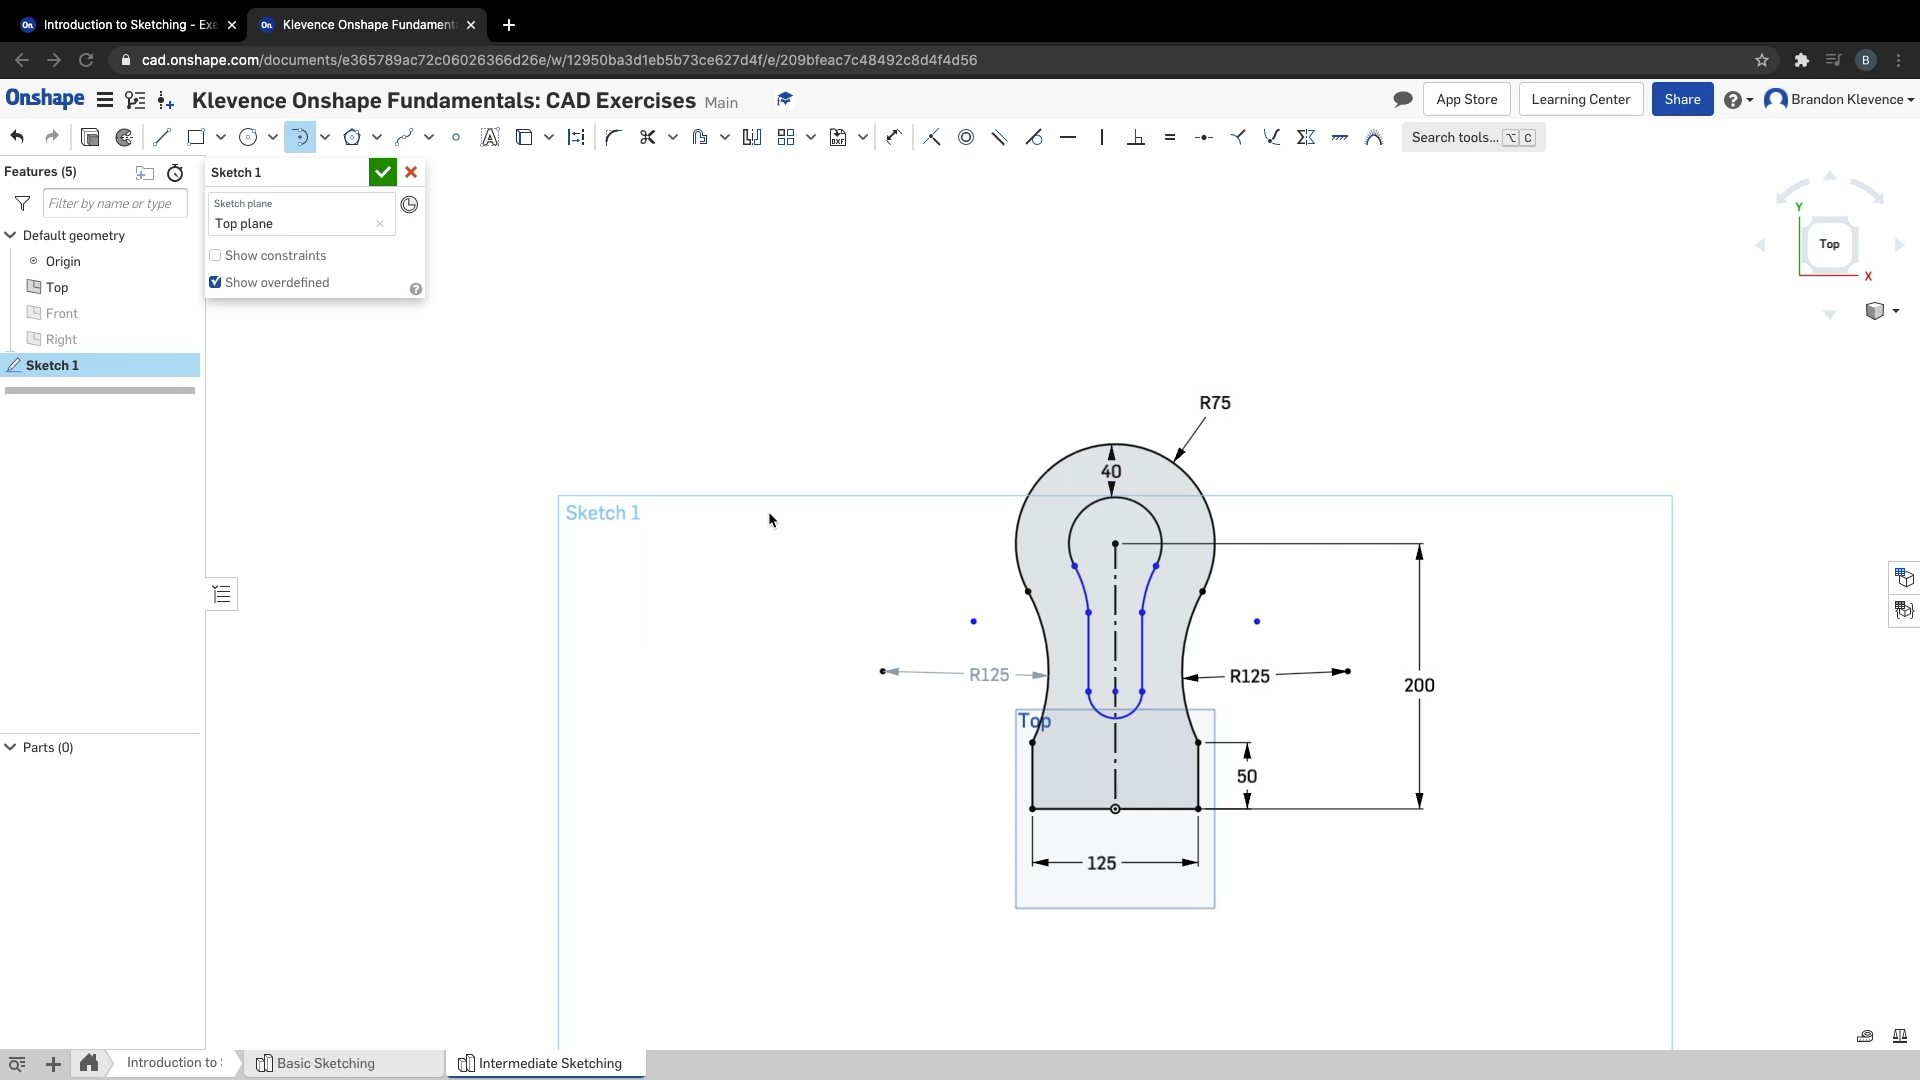 On Introduction to Sketching - Exe
On Klevence Onshape Fundament
cad.onshape.com/documents/e365789ac72c06026366d26e/w/12950ba3d1eb5b73ce627d4f/e/209bfeac7c48492c8d4f4d56
B
Onshape Klevence Onshape Fundamentals: CAD Exercises Main
App Store Learning Center Share Brandon Klevence
Search tools... ⌥ C
Features (5)
Filter by name or type
Default geometry
Origin
Top
Front
Right
Sketch 1
Parts (0)
Sketch 1
Sketch plane
Top plane
Show constraints
Show overdefined
Y
Top
X
R75
40
Sketch 1
R125
R125
200
Top
50
125
Introduction to
Basic Sketching
Intermediate Sketching